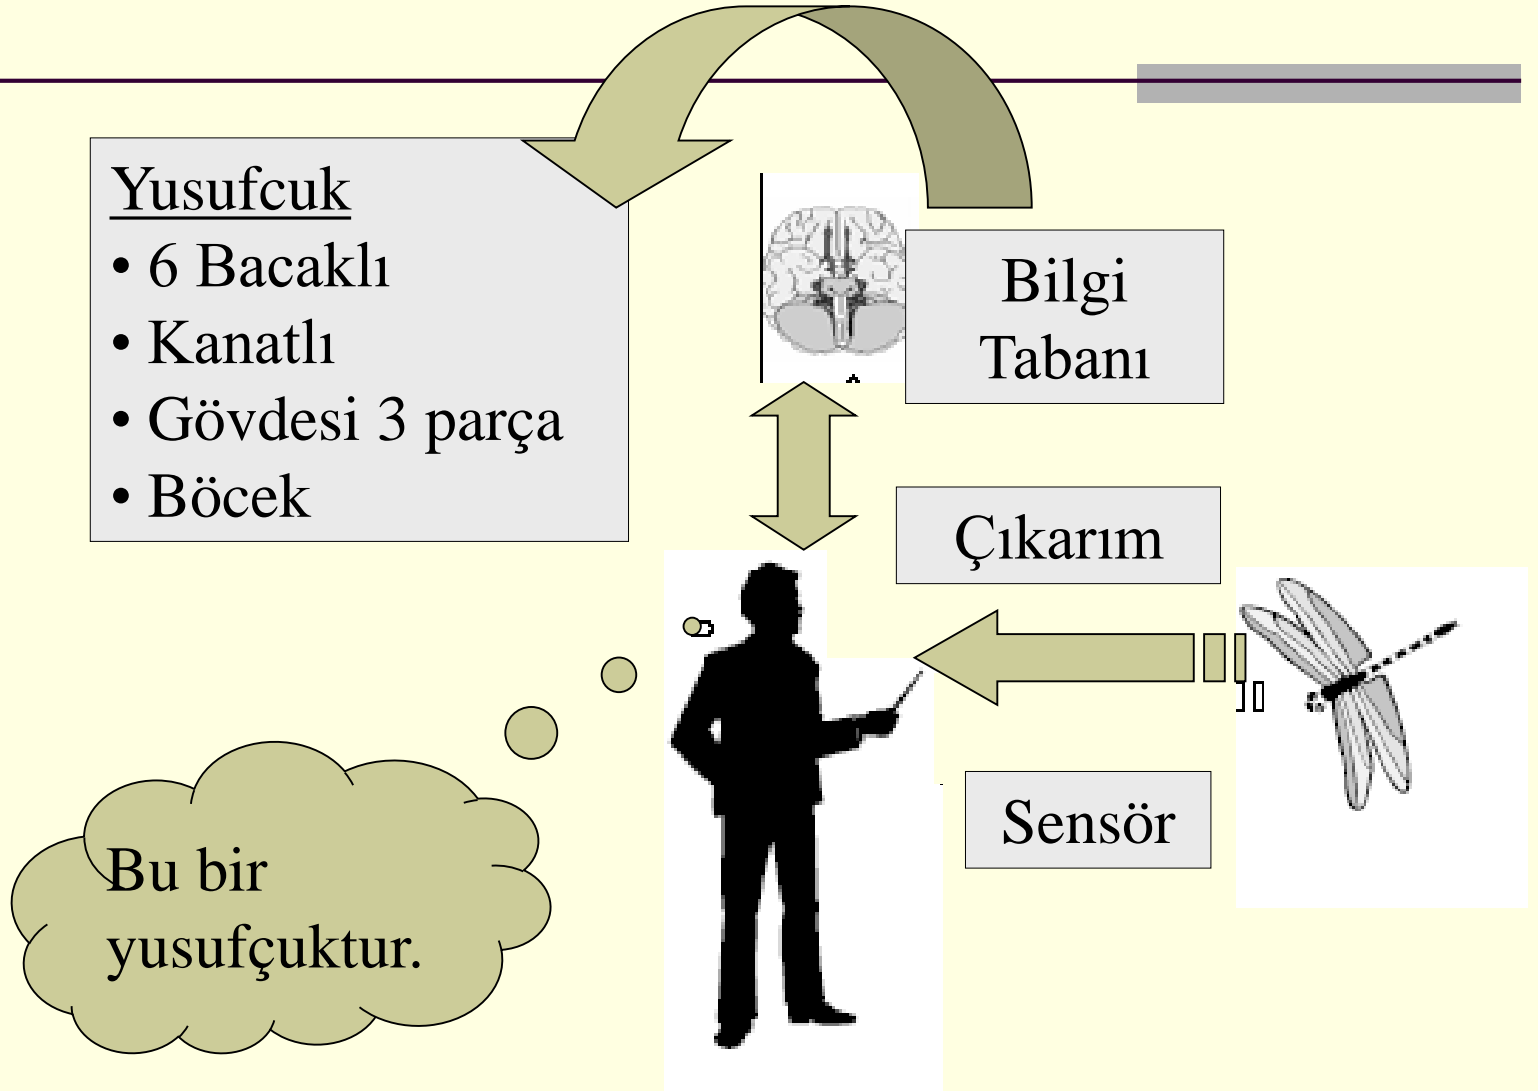 Yusufcuk
• 6 Bacaklı
• Kanatlı
• Gövdesi 3 parça
• Böcek
Bilgi
Tabanı
Çıkarım
Sensör
Bu bir
yusufçuktur.